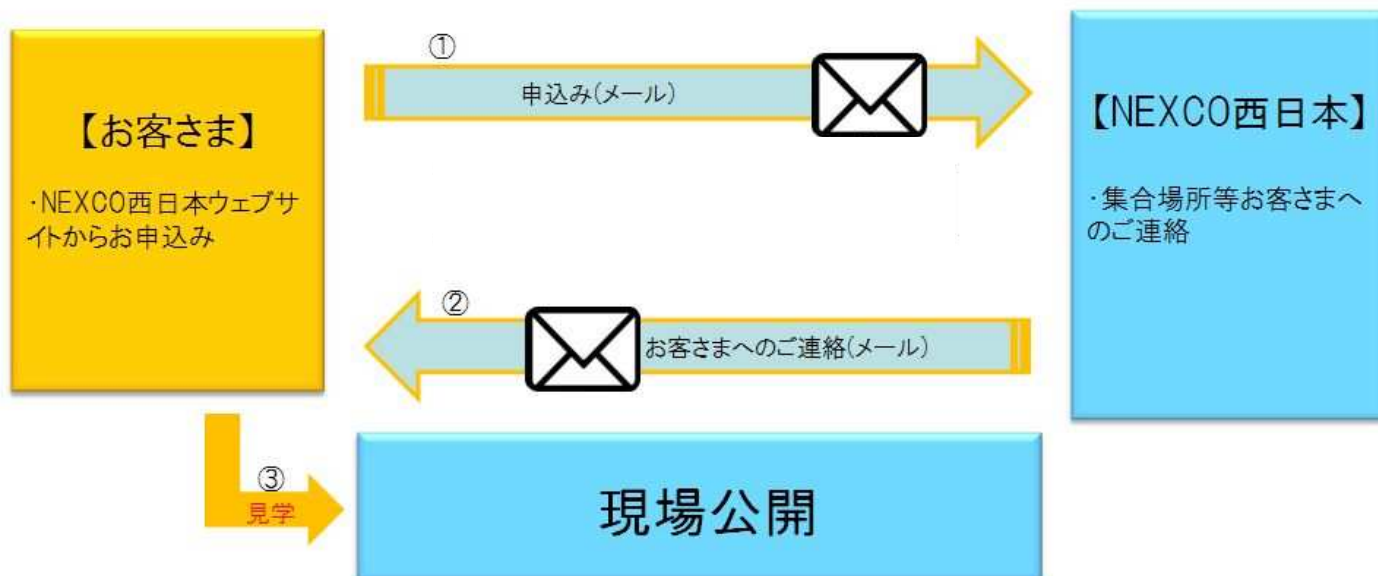 【お客さま】
・NEXCO西日本ウェブサ
イトからお申込み
①
申込み(メール)
【NEXCO西日本】
・集合場所等お客さまへ
のご連絡
②
お客さまへのご連絡(メール)
③
見学
現場公開